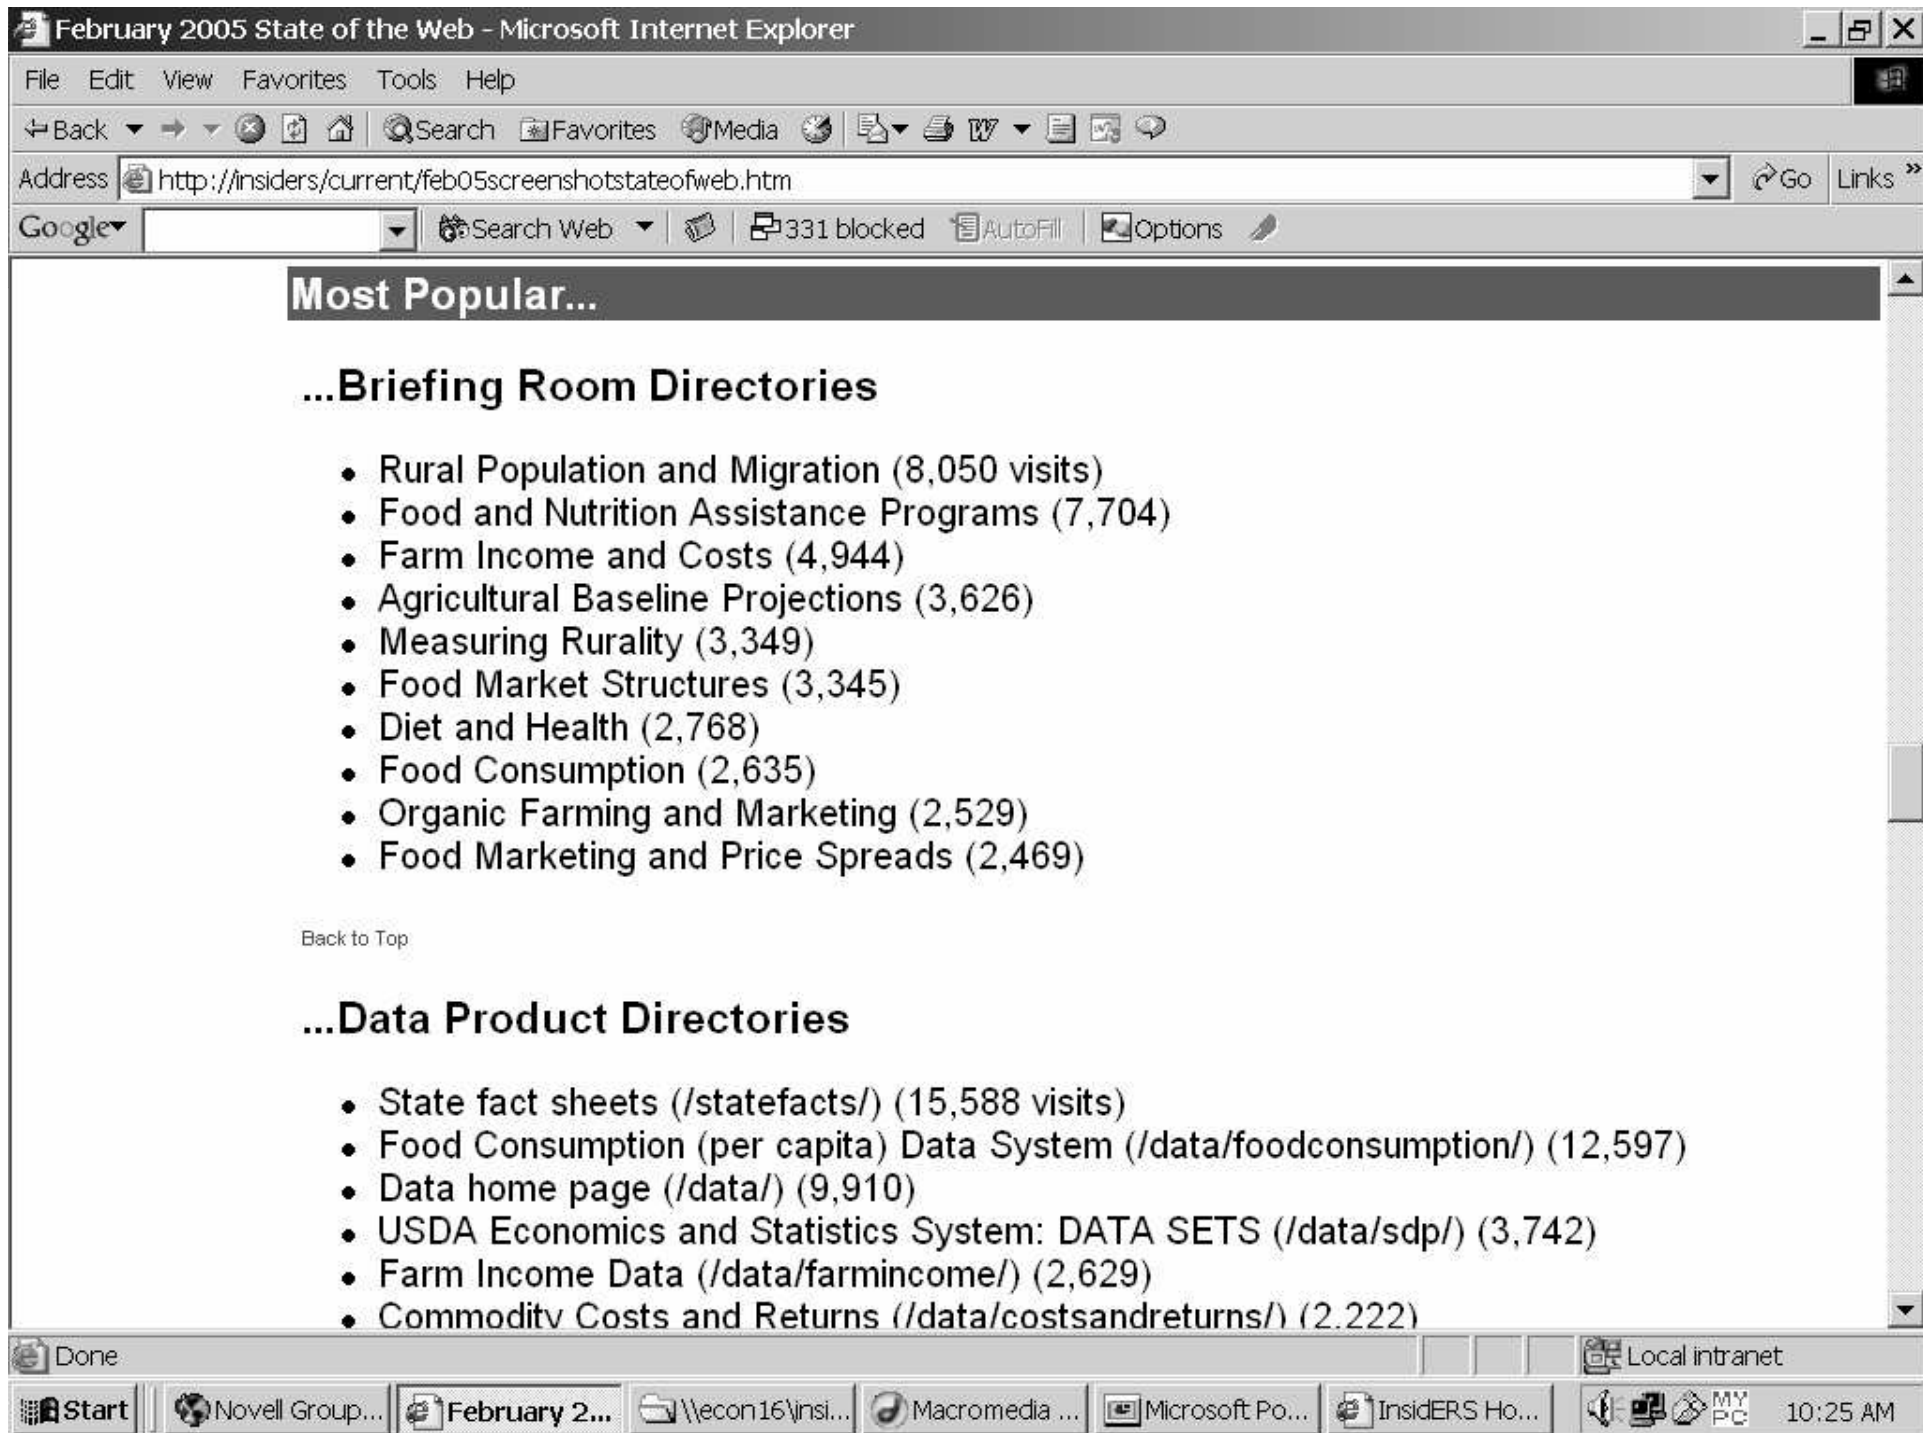 February 2005 State of the Web - Microsoft Internet Explorer
File Edit View Favorites Tools Help
Back Search Favorites Media
Address http://insiders/current/feb05screenshotstateofweb.htm Go Links »
Google Search Web 331 blocked AutoFill Options
Most Popular...
...Briefing Room Directories
• Rural Population and Migration (8,050 visits)
• Food and Nutrition Assistance Programs (7,704)
• Farm Income and Costs (4,944)
• Agricultural Baseline Projections (3,626)
• Measuring Rurality (3,349)
• Food Market Structures (3,345)
• Diet and Health (2,768)
• Food Consumption (2,635)
• Organic Farming and Marketing (2,529)
• Food Marketing and Price Spreads (2,469)
Back to Top
...Data Product Directories
• State fact sheets (/statefacts/) (15,588 visits)
• Food Consumption (per capita) Data System (/data/foodconsumption/) (12,597)
• Data home page (/data/) (9,910)
• USDA Economics and Statistics System: DATA SETS (/data/sdp/) (3,742)
• Farm Income Data (/data/farmincome/) (2,629)
• Commodity Costs and Returns (/data/costsandreturns/) (2,222)
Done Local intranet
Start Novell Group... February 2... \\econ16\insi... Macromedia ... Microsoft Po... InsidERS Ho... MY PC 10:25 AM